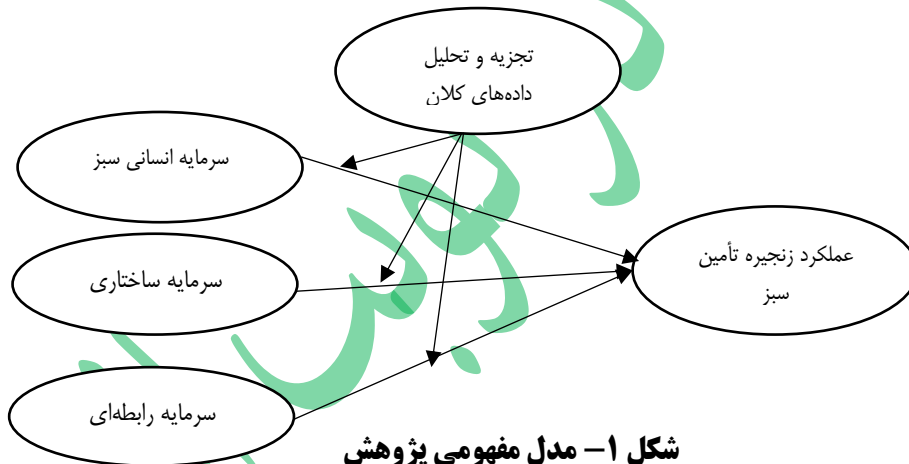 تجزیه و تحلیل
داده‌های کلان
سرمایه انسانی سبز
سرمایه ساختاری
عملکرد زنجیره تأمین
سبز
سرمایه رابطه‌ای
شکل ۱- مدل مفهومی پژوهش